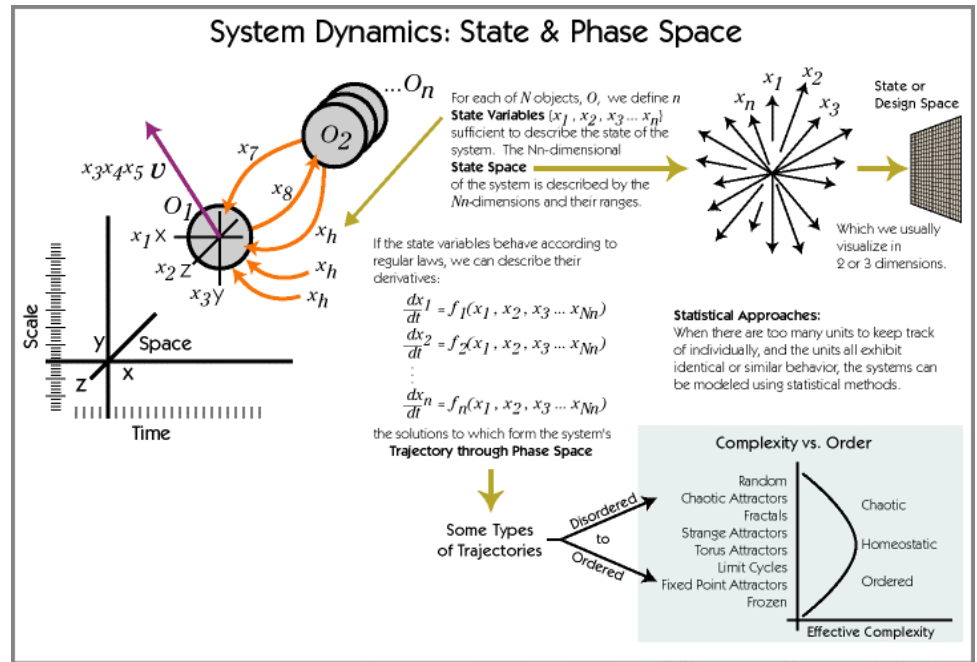 System Dynamics: State & Phase Space
...On
O2
x7
x8
x3x4x5 v
O1
x1 X
x2 Z
x3 Y
xh
xh
xh
Scale
y
Space
z
x
Time
For each of N objects, O, we define n
State Variables {x1 , x2 , x3 ... xn}
sufficient to describe the state of the
system. The Nn-dimensional
State Space
of the system is described by the
Nn-dimensions and their ranges.
x1
x2
xn
x3
State or
Design Space
Which we usually
visualize in
2 or 3 dimensions.
If the state variables behave according to
regular laws, we can describe their
derivatives:
dx1/dt = f1(x1 , x2 , x3 ... xNn)
dx2/dt = f2(x1 , x2 , x3 ... xNn)
⋮
dxn/dt = fn(x1 , x2 , x3 ... xNn)
the solutions to which form the system's
Trajectory through Phase Space
Statistical Approaches:
When there are too many units to keep track
of individually, and the units all exhibit
identical or similar behavior, the systems can
be modeled using statistical methods.
Some Types
of Trajectories
Disordered
to
Ordered
Complexity vs. Order
Random
Chaotic Attractors
Fractals
Strange Attractors
Torus Attractors
Limit Cycles
Fixed Point Attractors
Frozen
Chaotic
Homeostatic
Ordered
Effective Complexity